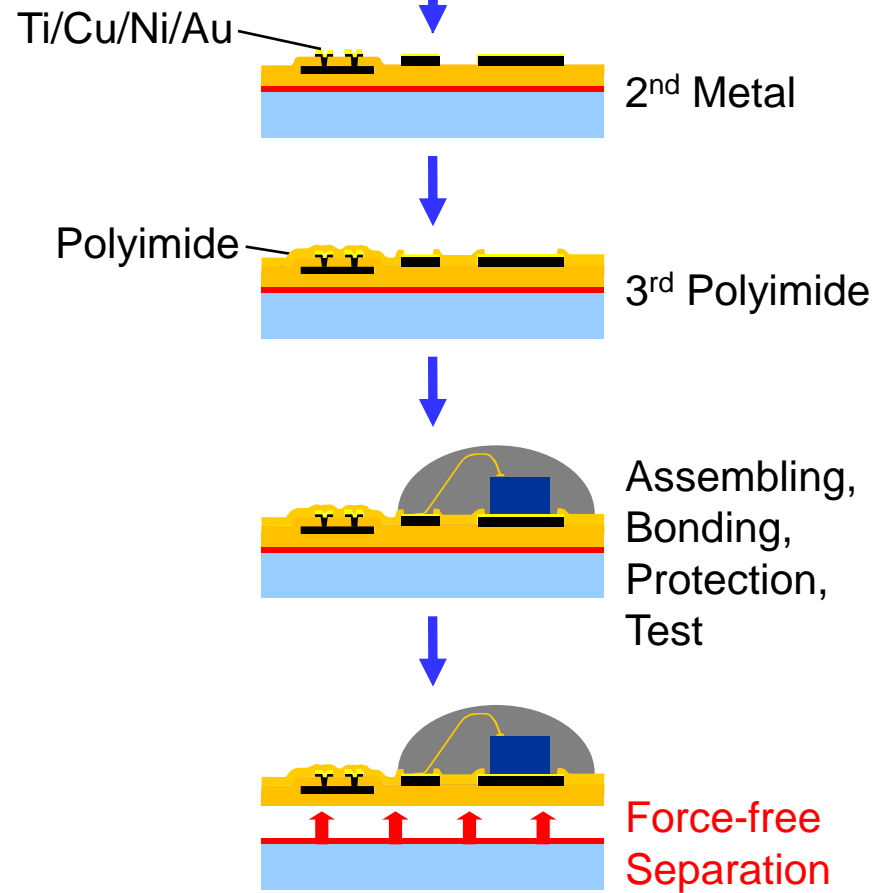 Ti/Cu/Ni/Au
2nd Metal
Polyimide
3rd Polyimide
Assembling,
Bonding,
Protection,
Test
Force-free
Separation